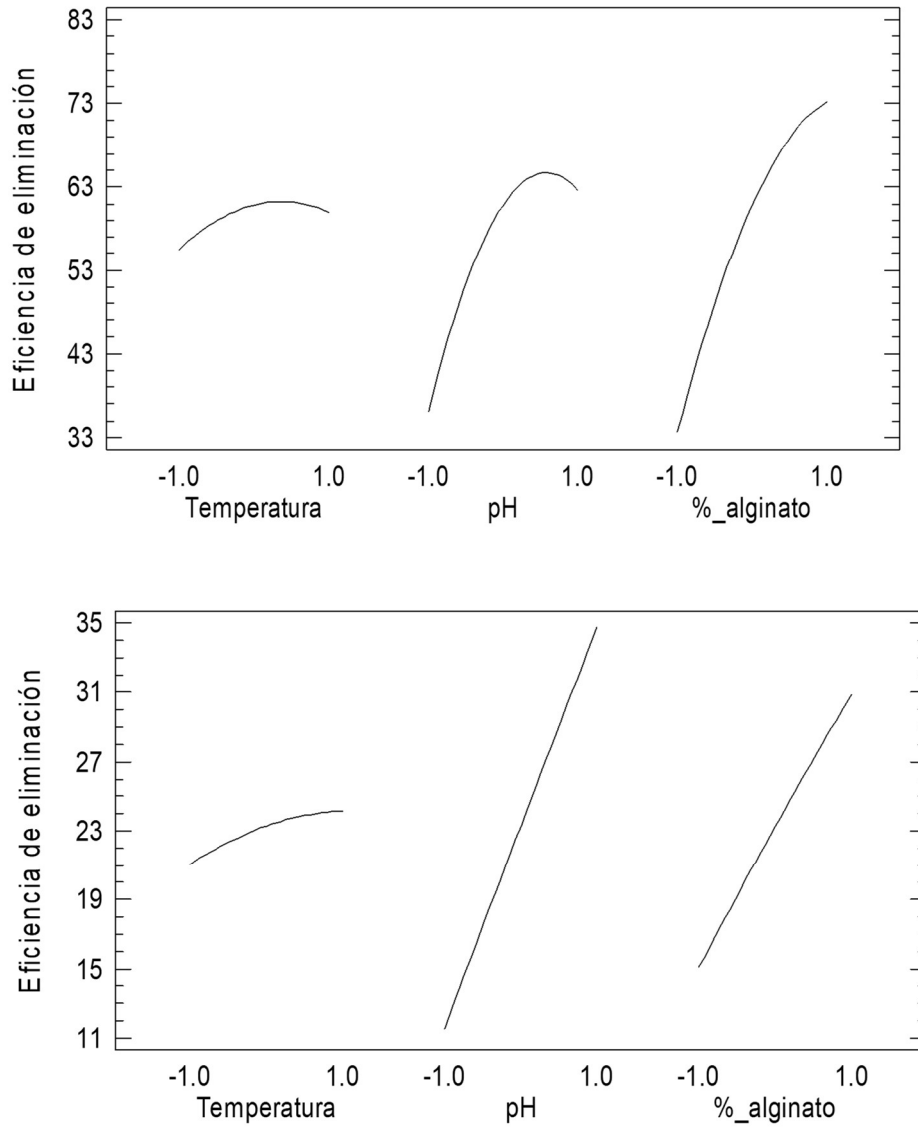 83
73
63
53
43
33
Eficiencia de eliminación
-1.0 1.0 -1.0 1.0 -1.0 1.0
Temperatura pH %_alginato
35
31
27
23
19
15
11
Eficiencia de eliminación
-1.0 1.0 -1.0 1.0 -1.0 1.0
Temperatura pH %_alginato